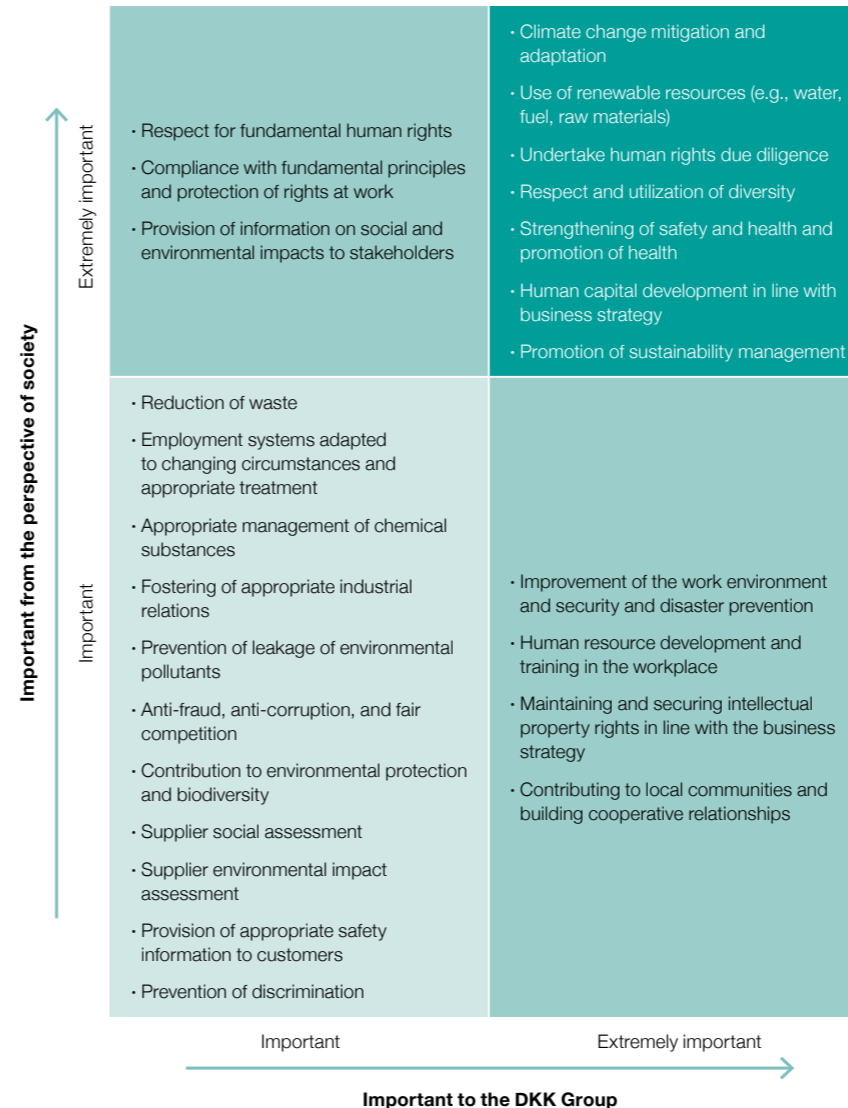 Important from the perspective of society
Extremely important
· Respect for fundamental human rights
· Compliance with fundamental principles
and protection of rights at work
· Provision of information on social and
environmental impacts to stakeholders
· Climate change mitigation and
adaptation
· Use of renewable resources (e.g., water,
fuel, raw materials)
· Undertake human rights due diligence
· Respect and utilization of diversity
· Strengthening of safety and health and
promotion of health
· Human capital development in line with
business strategy
· Promotion of sustainability management
Important
· Reduction of waste
· Employment systems adapted
to changing circumstances and
appropriate treatment
· Appropriate management of chemical
substances
· Fostering of appropriate industrial
relations
· Prevention of leakage of environmental
pollutants
· Anti-fraud, anti-corruption, and fair
competition
· Contribution to environmental protection
and biodiversity
· Supplier social assessment
· Supplier environmental impact
assessment
· Provision of appropriate safety
information to customers
· Prevention of discrimination
· Improvement of the work environment
and security and disaster prevention
· Human resource development and
training in the workplace
· Maintaining and securing intellectual
property rights in line with the business
strategy
· Contributing to local communities and
building cooperative relationships
Important
Extremely important
Important to the DKK Group